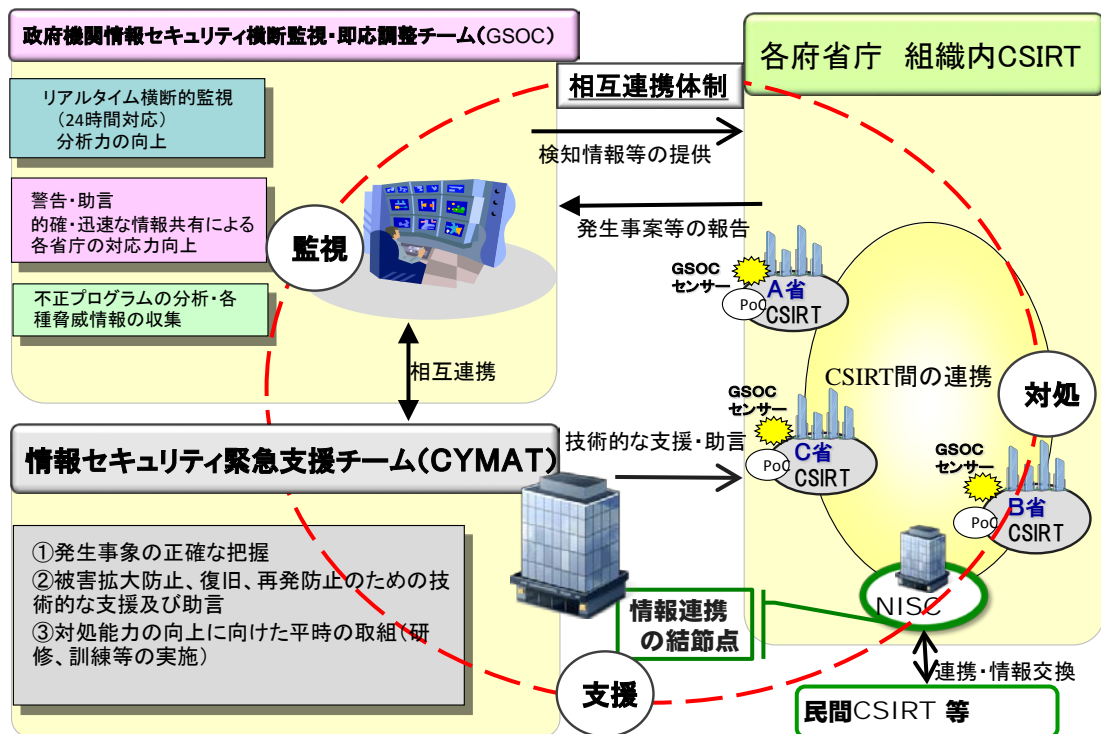 政府機関情報セキュリティ横断監視・即応調整チーム(GSOC)
リアルタイム横断的監視
(24時間対応)
分析力の向上
警告・助言
的確・迅速な情報共有による
各省庁の対応力向上
不正プログラムの分析・各
種脅威情報の収集
監視
相互連携
相互連携体制
検知情報等の提供
発生事案等の報告
各府省庁 組織内CSIRT
GSOC
センサー
A省
PoC
CSIRT
CSIRT間の連携
対処
GSOC
センサー
C省
PoC
CSIRT
GSOC
センサー
B省
PoC
CSIRT
NISC
情報セキュリティ緊急支援チーム(CYMAT)
技術的な支援・助言
①発生事象の正確な把握
②被害拡大防止、復旧、再発防止のための技
術的な支援及び助言
③対処能力の向上に向けた平時の取組(研
修、訓練等の実施)
情報連携
の結節点
支援
連携・情報交換
民間CSIRT 等